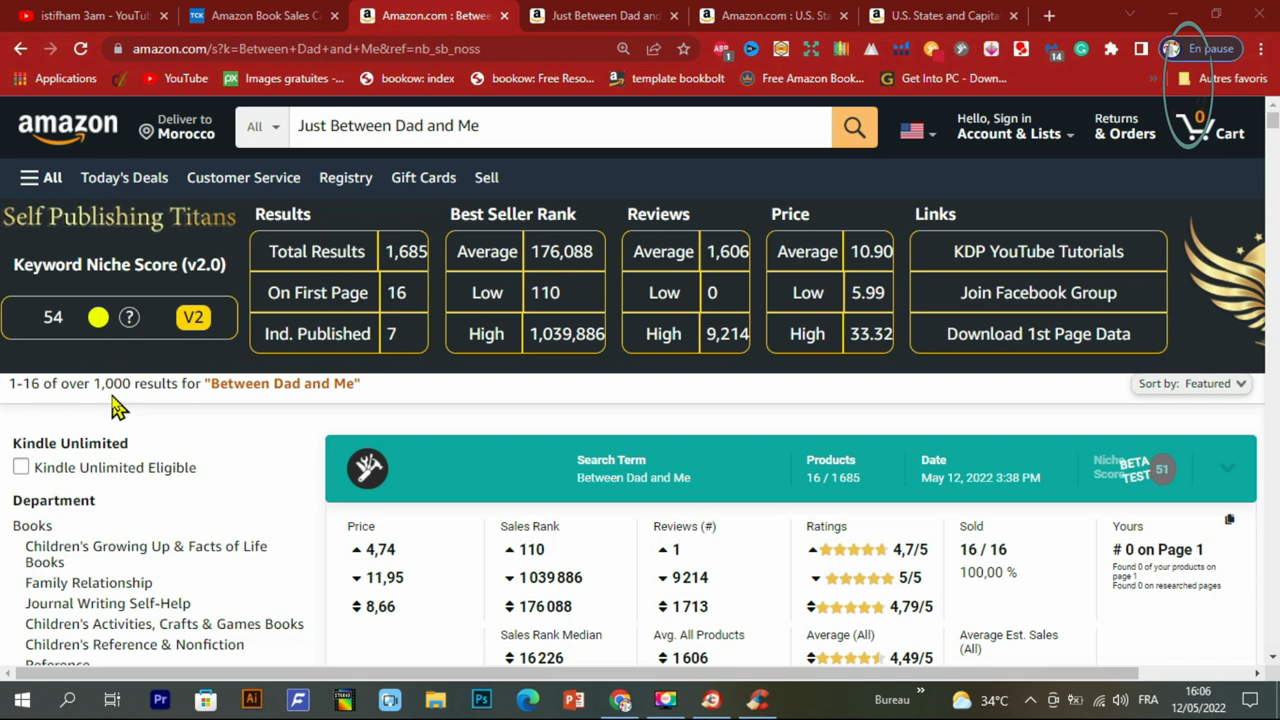 istifham 3am - YouTu
Amazon Book Sales C
Amazon.com : Betwee
Just Between Dad and
Amazon.com : U.S. Sta
U.S. States and Capita
amazon.com/s?k=Between+Dad+and+Me&ref=nb_sb_noss
1
14
En pause
Applications
YouTube
Images gratuites -...
bookow: index
bookow: Free Reso...
template bookbolt
Free Amazon Book...
Get Into PC - Down...
Autres favoris
amazon
Deliver to
Morocco
All
Just Between Dad and Me
Hello, Sign in
Account & Lists
Returns
& Orders
0
Cart
All
Today's Deals
Customer Service
Registry
Gift Cards
Sell
Self Publishing Titans
Keyword Niche Score (v2.0)
54
?
V2
Results
Total Results 1,685
On First Page 16
Ind. Published 7
Best Seller Rank
Average 176,088
Low 110
High 1,039,886
Reviews
Average 1,606
Low 0
High 9,214
Price
Average 10.90
Low 5.99
High 33.32
Links
KDP YouTube Tutorials
Join Facebook Group
Download 1st Page Data
1-16 of over 1,000 results for "Between Dad and Me"
Sort by: Featured
Kindle Unlimited
Kindle Unlimited Eligible
Department
Books
Children's Growing Up & Facts of Life
Books
Family Relationship
Journal Writing Self-Help
Children's Activities, Crafts & Games Books
Children's Reference & Nonfiction
Reference
Search Term
Between Dad and Me
Products
16 / 1 685
Date
May 12, 2022 3:38 PM
Niche
Score
BETA
TEST
51
Price
4,74
11,95
8,66
Sales Rank
110
1 039 886
176 088
Sales Rank Median
16 226
Reviews (#)
1
9 214
1 713
Avg. All Products
1 606
Ratings
4,7/5
5/5
4,79/5
Average (All)
4,49/5
Sold
16 / 16
100,00 %
Average Est. Sales
(All)
Yours
# 0 on Page 1
Found 0 of your products on
page 1
Found 0 on researched pages
Pr
Ai
F
STUDIO
Ps
Bureau
»
34°C
FRA
16:06
12/05/2022